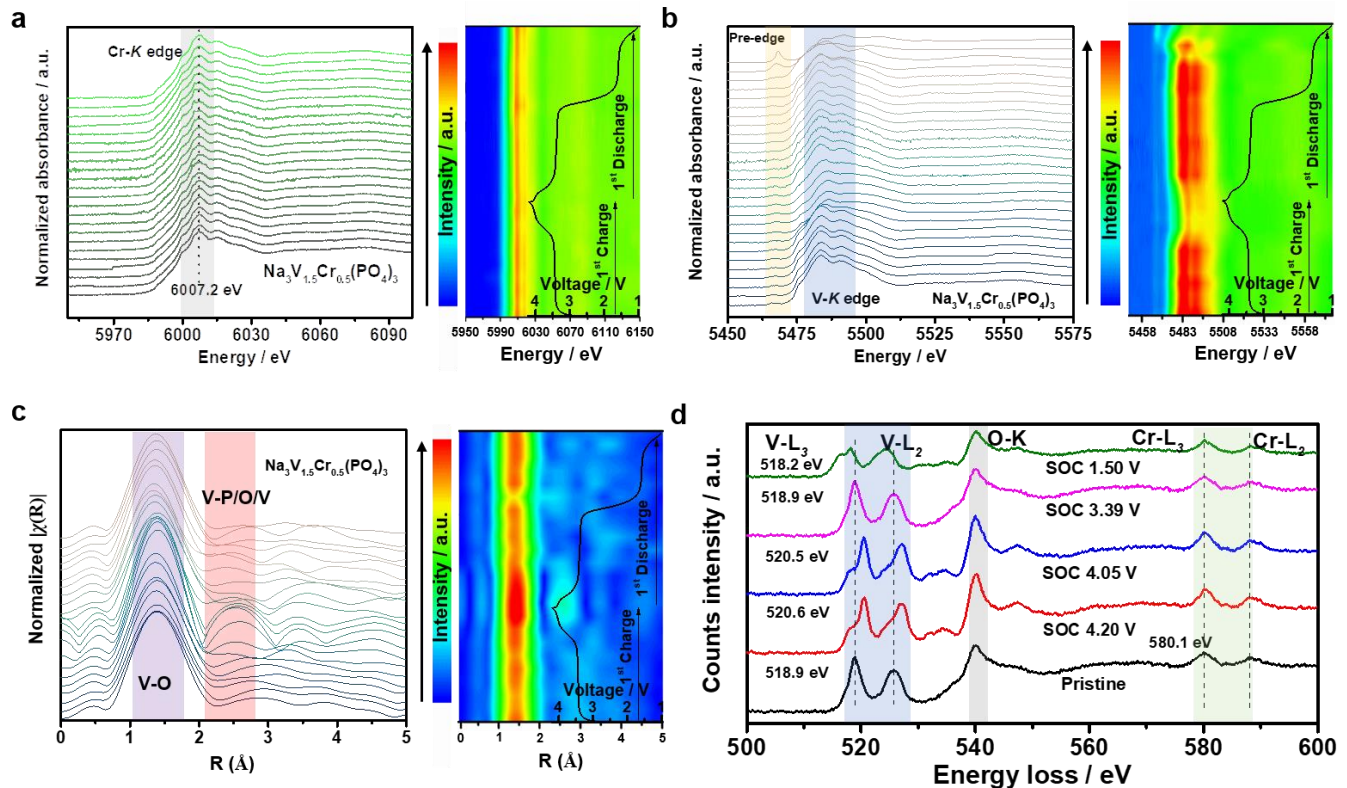 a
Normalized absorbance / a.u.
Cr-K edge
Na₃V₁.₅Cr₀.₅(PO₄)₃
6007.2 eV
5970 6000 6030 6060 6090
Energy / eV
Intensity / a.u.
1st Discharge
1st Charge
Voltage / V
4 3 2 1
5950 5990 6030 6070 6110 6150
Energy / eV
b
Normalized absorbance / a.u.
Pre-edge
V-K edge
Na₃V₁.₅Cr₀.₅(PO₄)₃
5450 5475 5500 5525 5550 5575
Energy / eV
Intensity / a.u.
1st Discharge
1st Charge
Voltage / V
4 3 2 1
5458 5483 5508 5533 5558
Energy / eV
c
Normalized |χ(R)|
Na₃V₁.₅Cr₀.₅(PO₄)₃
V-P/O/V
V-O
0 1 2 3 4 5
R (Å)
Intensity / a.u.
1st Discharge
1st Charge
Voltage / V
4 3 2 1
0 1 2 3 4 5
R (Å)
d
Counts intensity / a.u.
V-L₃ V-L₂ O-K Cr-L₃ Cr-L₂
518.2 eV
SOC 1.50 V
518.9 eV
SOC 3.39 V
520.5 eV
SOC 4.05 V
520.6 eV
SOC 4.20 V
518.9 eV
580.1 eV
Pristine
500 520 540 560 580 600
Energy loss / eV